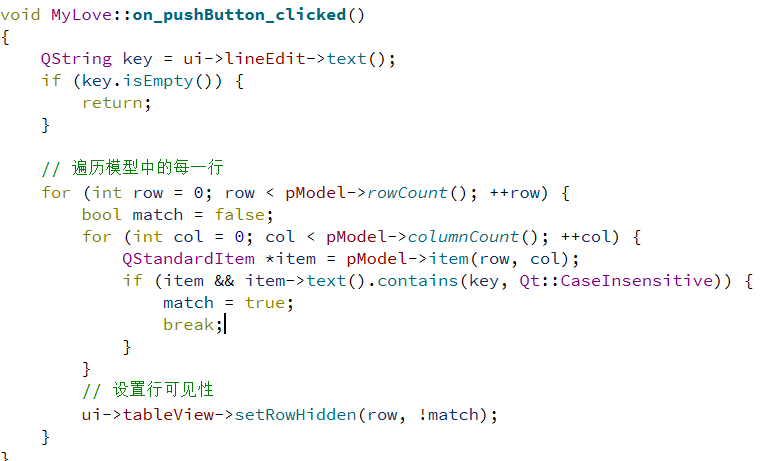 void MyLove::on_pushButton_clicked()
{
    QString key = ui->lineEdit->text();
    if (key.isEmpty()) {
        return;
    }

    // 遍历模型中的每一行
    for (int row = 0; row < pModel->rowCount(); ++row) {
        bool match = false;
        for (int col = 0; col < pModel->columnCount(); ++col) {
            QStandardItem *item = pModel->item(row, col);
            if (item && item->text().contains(key, Qt::CaseInsensitive)) {
                match = true;
                break;
            }
        }
        // 设置行可见性
        ui->tableView->setRowHidden(row, !match);
    }
}